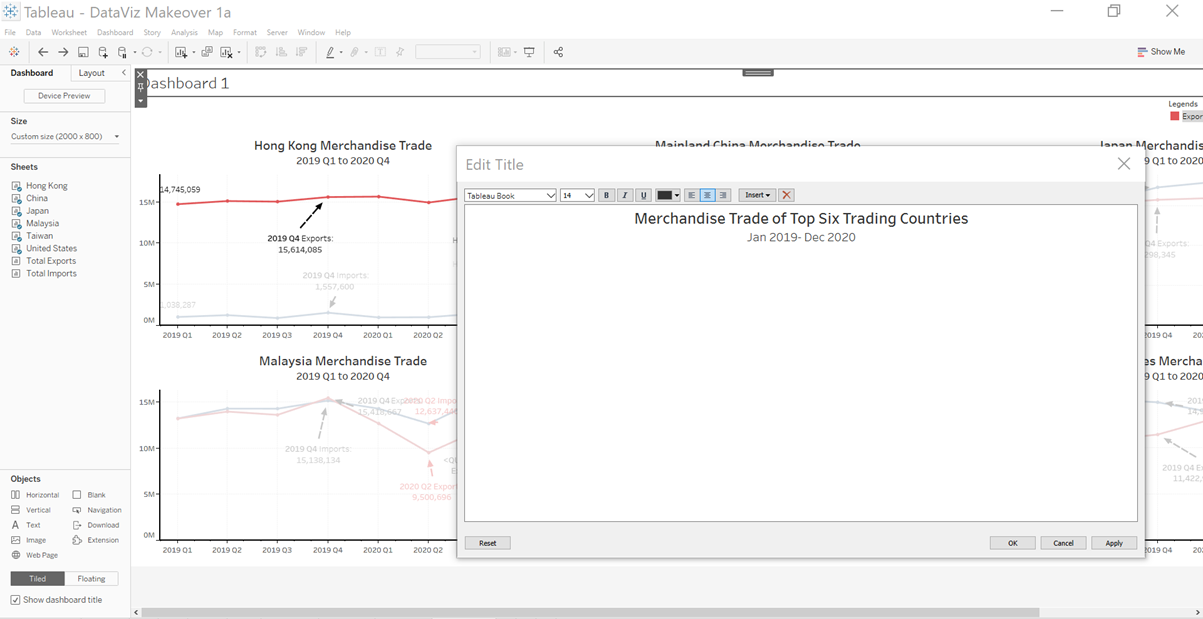 Tableau - DataViz Makeover 1a
File Data Worksheet Dashboard Story Analysis Map Format Server Window Help
Show Me
Dashboard Layout
Device Preview
Size
Custom size (2000 x 800)
Sheets
Hong Kong
China
Japan
Malaysia
Taiwan
United States
Total Exports
Total Imports
Objects
Horizontal Blank
Vertical Navigation
Text Download
Image Extension
Web Page
Tiled Floating
Show dashboard title
Dashboard 1
Legends
Expor
Hong Kong Merchandise Trade
2019 Q1 to 2020 Q4
14,745,059
15M
10M
5M
0M
2019 Q4 Exports:
15,614,085
2019 Q4 Imports:
1,557,600
1,038,257
2019 Q1 2019 Q2 2019 Q3 2019 Q4 2020 Q1 2020 Q2
Mainland China Merchandise Trade
Japan Merchandis
9 Q1 to 2020
Q4 Exports:
298,345
2019 Q4
Malaysia Merchandise Trade
2019 Q1 to 2020 Q4
15M
10M
5M
0M
2019 Q4 Exports:
15,418,667
2020 Q2 Impo
12,637,44
2019 Q4 Imports:
15,138,134
2020 Q2 Export
9,500,696
<QU
E
2019 Q1 2019 Q2 2019 Q3 2019 Q4 2020 Q1 2020 Q2
es Mercha
9 Q1 to 2020
2019
14,9
2019 Q4 E
11,422,
019 Q4
Edit Title
Tableau Book 14 B I U Insert
Merchandise Trade of Top Six Trading Countries
Jan 2019- Dec 2020
Reset OK Cancel Apply